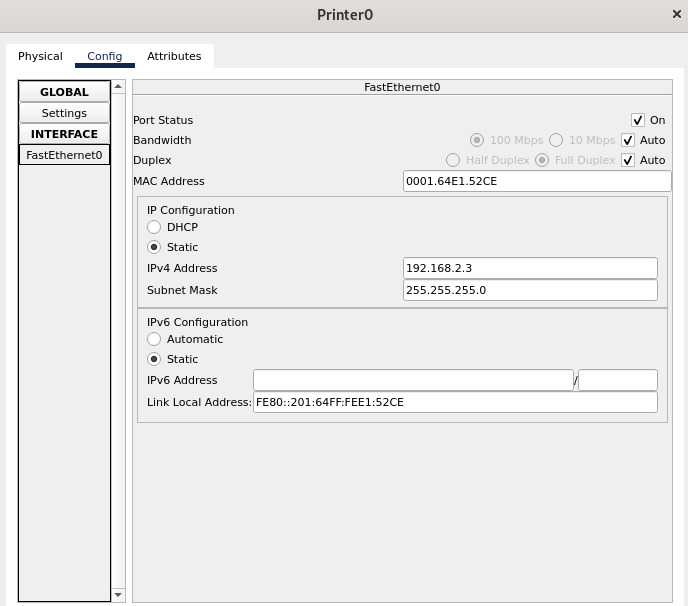 Printer0
Physical Config Attributes
GLOBAL
Settings
INTERFACE
FastEthernet0
FastEthernet0
Port Status On
Bandwidth 100 Mbps 10 Mbps Auto
Duplex Half Duplex Full Duplex Auto
MAC Address 0001.64E1.52CE
IP Configuration
DHCP
Static
IPv4 Address 192.168.2.3
Subnet Mask 255.255.255.0
IPv6 Configuration
Automatic
Static
IPv6 Address /
Link Local Address: FE80::201:64FF:FEE1:52CE